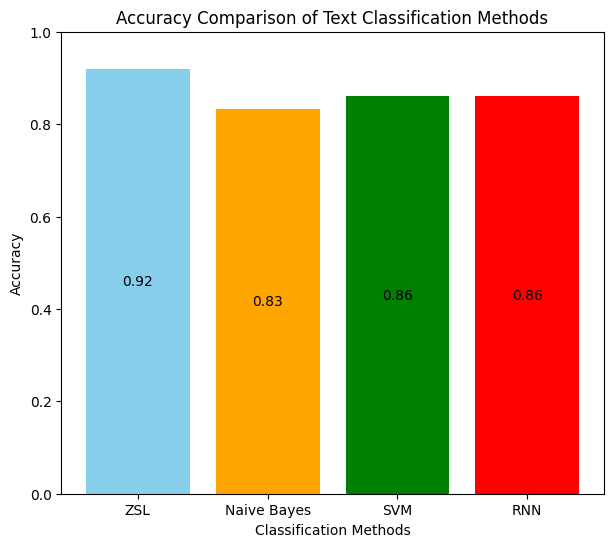 Accuracy Comparison of Text Classification Methods
1.0
0.8
0.6
0.4
0.2
0.0
Accuracy
0.92
0.83
0.86
0.86
ZSL
Naive Bayes
SVM
RNN
Classification Methods